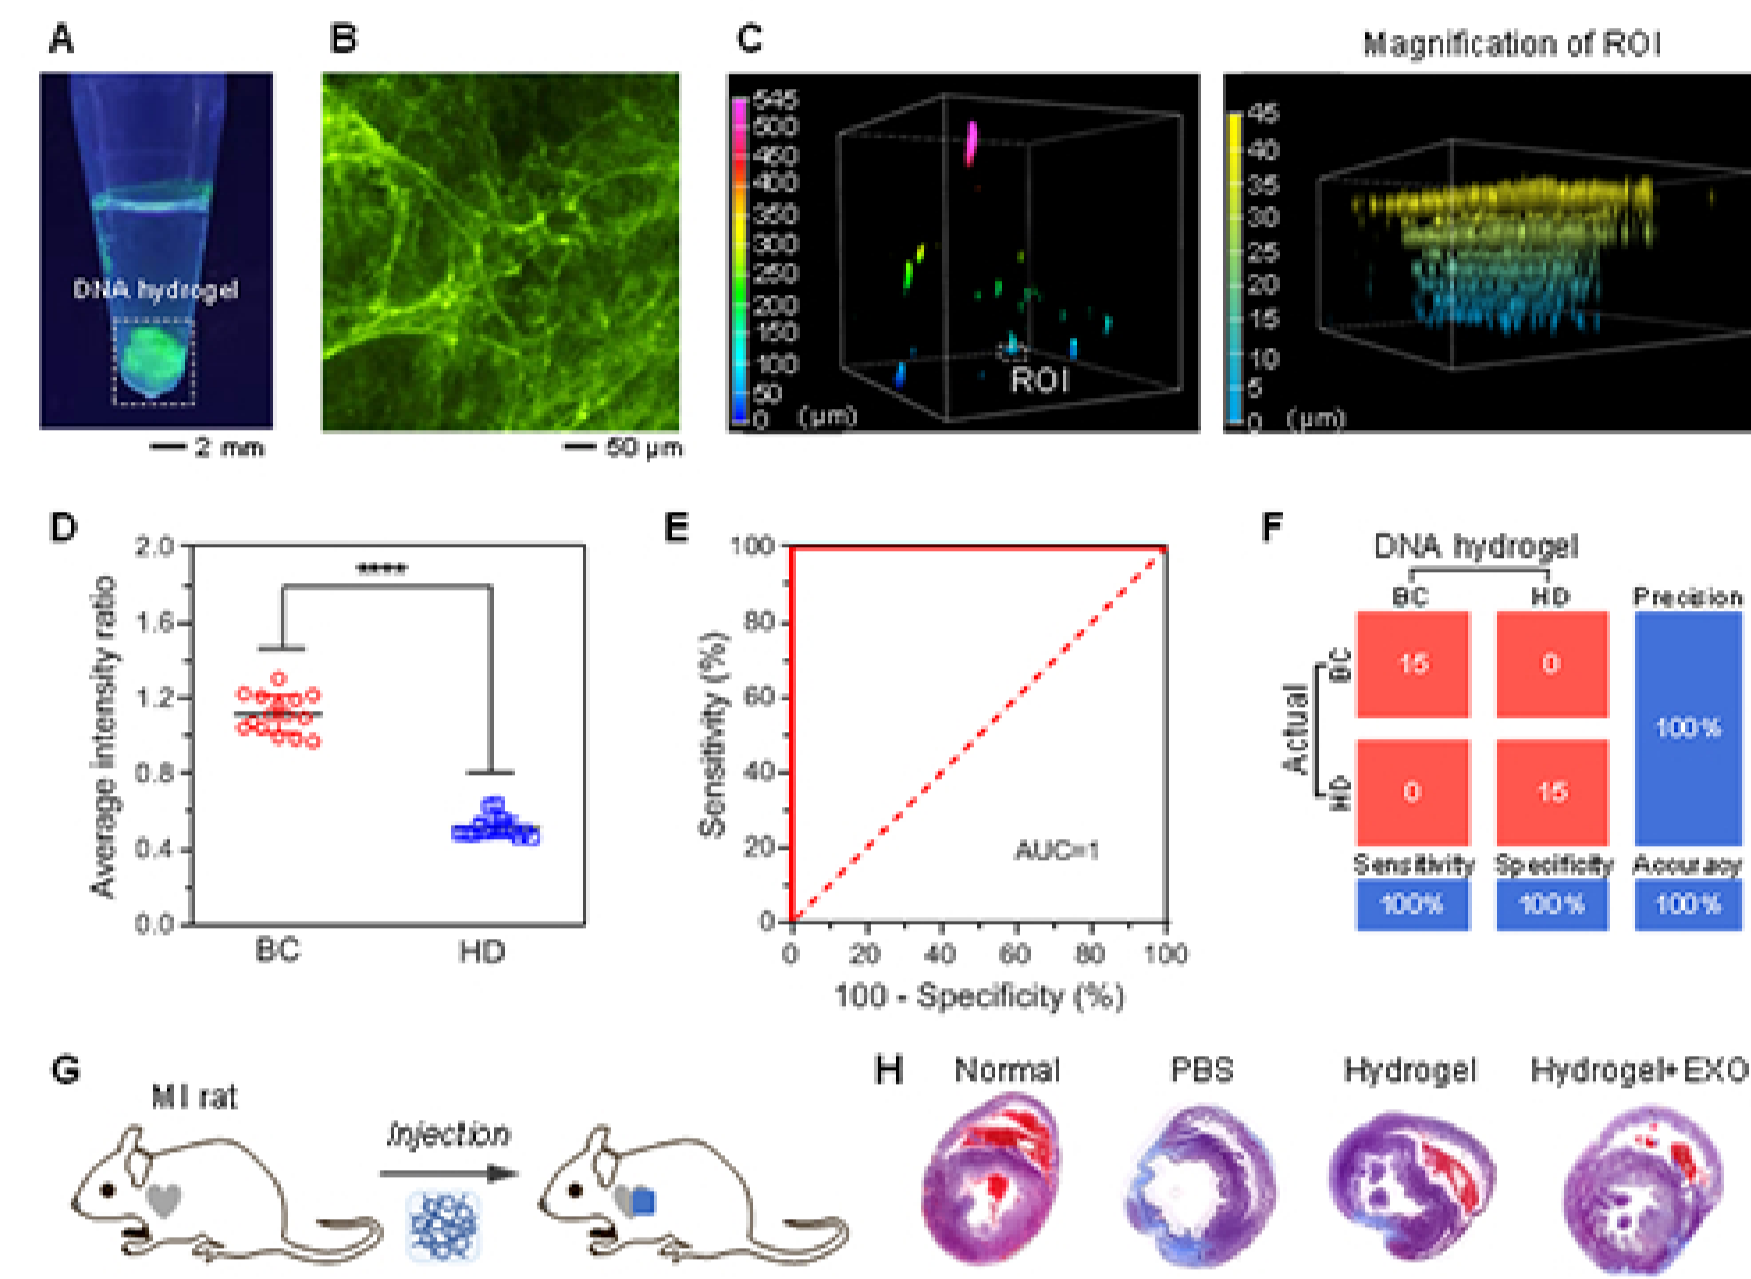 A
B
C
Magnification of ROI
DNA hydrogel
2 mm
50 µm
545
500
450
400
350
300
250
200
150
100
50
0 (µm)
ROI
45
40
35
30
25
20
15
10
5
0 (µm)
D
2.0
1.6
1.2
0.8
0.4
0.0
Average intensity ratio
****
BC HD
E
100
80
60
40
20
0
Sensitivity (%)
AUC=1
0 20 40 60 80 100
100 - Specificity (%)
F
DNA hydrogel
BC HD Precision
Actual
BC
HD
15 0
100%
0 15
Sensitivity Specificity Accuracy
100% 100% 100%
G
MI rat
Injection
H
Normal PBS Hydrogel Hydrogel+EXO